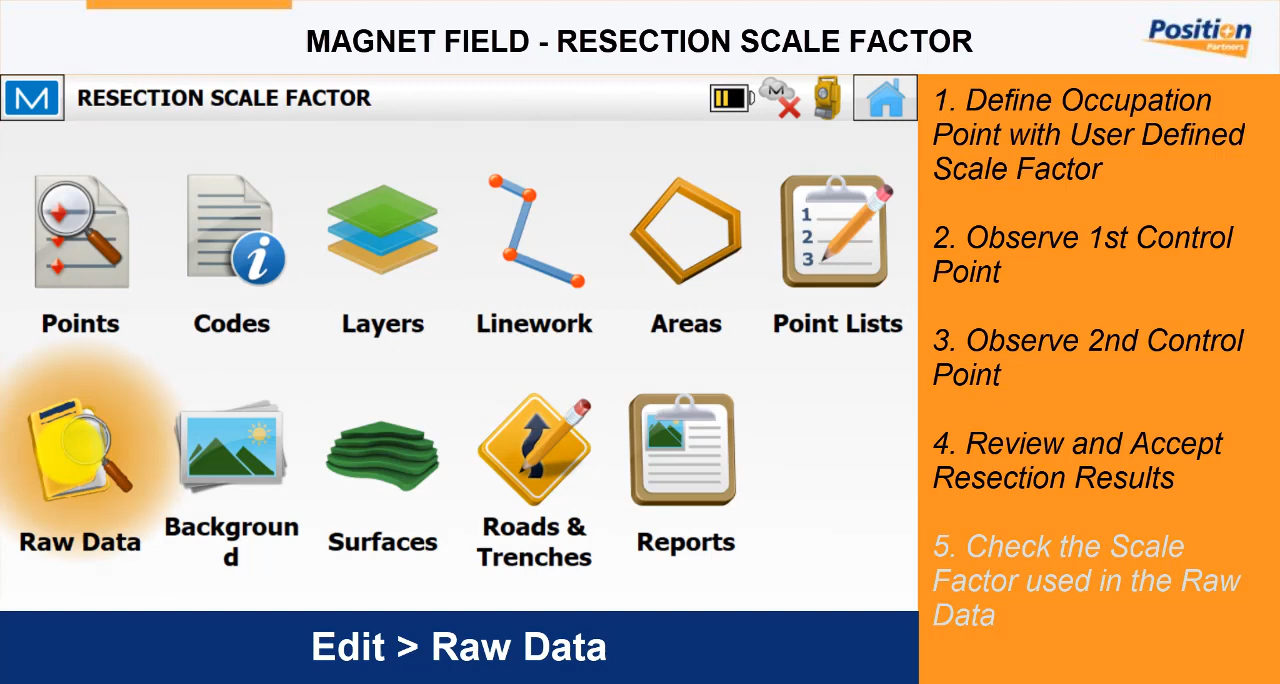 MAGNET FIELD - RESECTION SCALE FACTOR
Position
Partners
RESECTION SCALE FACTOR
Points
Codes
Layers
Linework
Areas
1
2
3
Point Lists
Raw Data
Backgroun
d
Surfaces
Roads &
Trenches
Reports
Edit > Raw Data
1. Define Occupation
Point with User Defined
Scale Factor
2. Observe 1st Control
Point
3. Observe 2nd Control
Point
4. Review and Accept
Resection Results
5. Check the Scale
Factor used in the Raw
Data